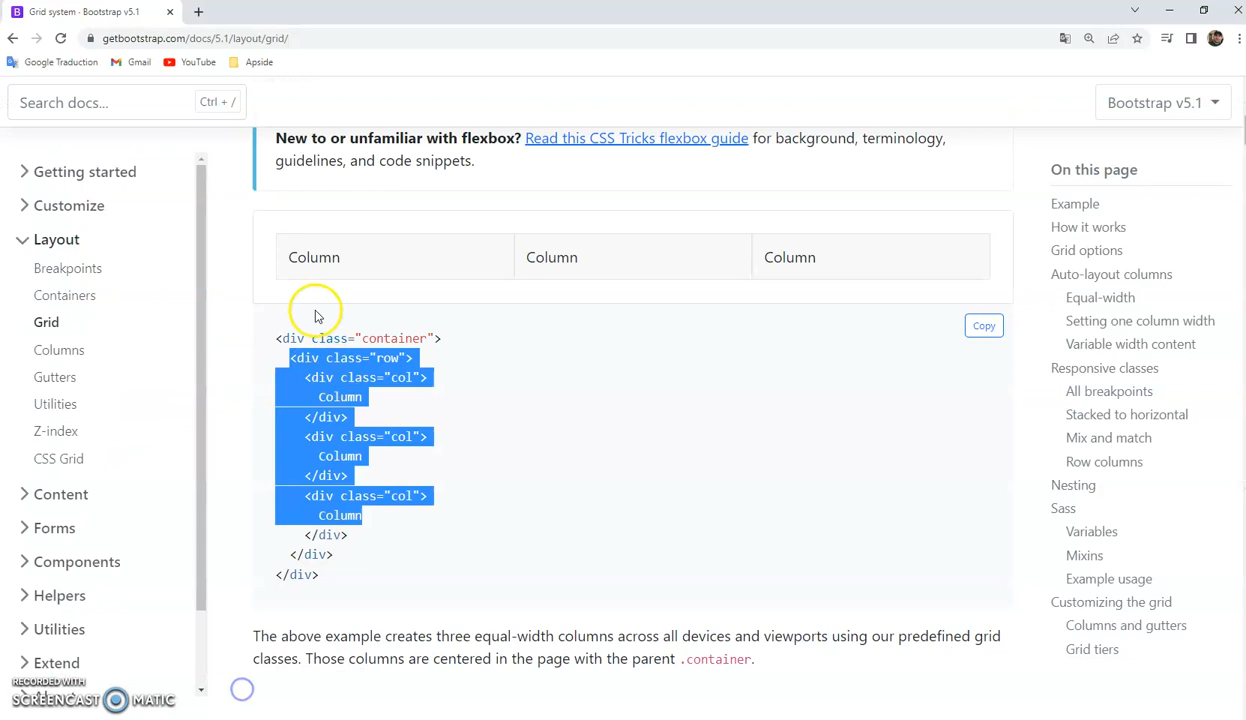 Grid system - Bootstrap v5.1
getbootstrap.com/docs/5.1/layout/grid/
Google Traduction
Gmail
YouTube
Apside
Search docs...
Ctrl + /
Bootstrap v5.1
Getting started
Customize
Layout
Breakpoints
Containers
Grid
Columns
Gutters
Utilities
Z-index
CSS Grid
Content
Forms
Components
Helpers
Utilities
Extend
RECORDED WITH
SCREENCAST MATIC
New to or unfamiliar with flexbox? Read this CSS Tricks flexbox guide for background, terminology,
guidelines, and code snippets.
Column Column Column
Copy
<div class="container">
<div class="row">
<div class="col">
Column
</div>
<div class="col">
Column
</div>
<div class="col">
Column
</div>
</div>
</div>
The above example creates three equal-width columns across all devices and viewports using our predefined grid
classes. Those columns are centered in the page with the parent .container.
On this page
Example
How it works
Grid options
Auto-layout columns
Equal-width
Setting one column width
Variable width content
Responsive classes
All breakpoints
Stacked to horizontal
Mix and match
Row columns
Nesting
Sass
Variables
Mixins
Example usage
Customizing the grid
Columns and gutters
Grid tiers